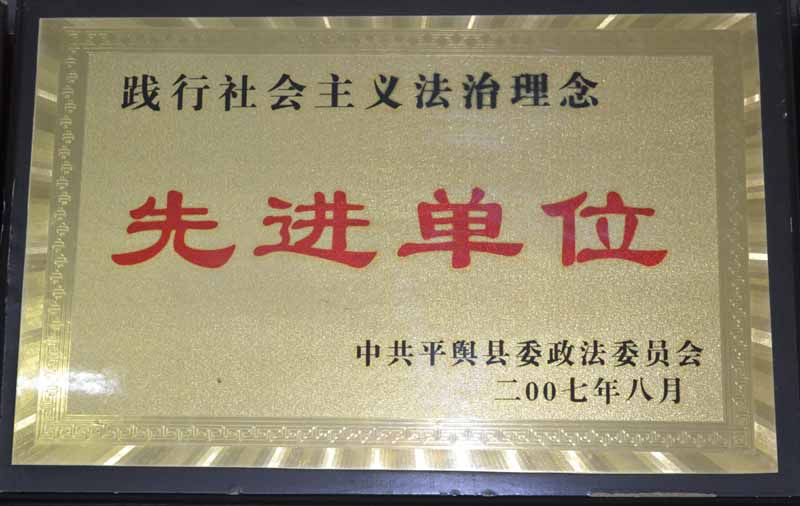 践行社会主义法治理念
先进单位
中共平舆县委政法委员会
二00七年八月